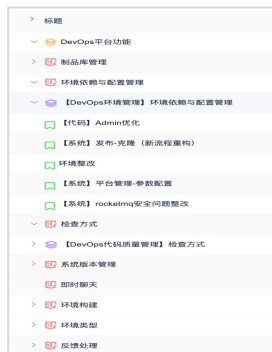 标题
DevOps平台功能
制品库管理
环境依赖与配置管理
【DevOps环境管理】环境依赖与配置管理
【代码】Admin优化
【系统】发布-克隆（新流程重构）
环境整改
【系统】平台管理-参数配置
【系统】rocketmq安全问题整改
检查方式
【DevOps代码质量管理】检查方式
系统版本管理
即时聊天
环境构建
环境类型
反馈处理